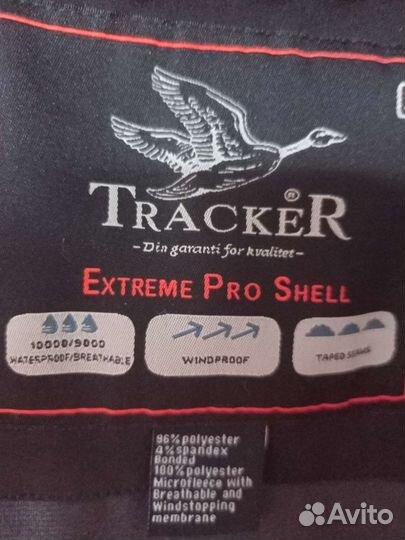 TRACKER®
- Din garanti for kvalitet -
EXTREME PRO SHELL
10000/9000
WATERPROOF/BREATHABLE
WINDPROOF
TAPED SEAMS
96% polyester
4% spandex
Bonded
100% polyester
Microfleece with
Breathable and
Windstopping
membrane
Avito